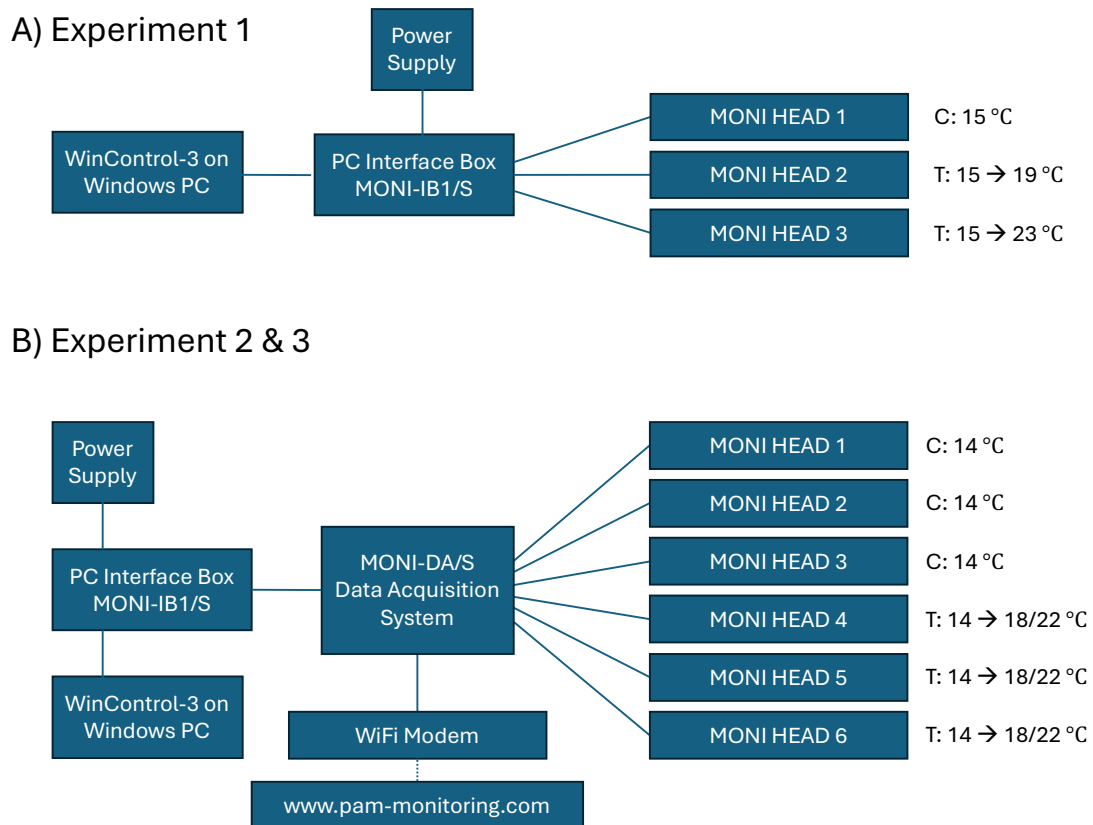 A) Experiment 1
Power
Supply
WinControl-3 on
Windows PC
PC Interface Box
MONI-IB1/S
MONI HEAD 1
C: 15 °C
MONI HEAD 2
T: 15 → 19 °C
MONI HEAD 3
T: 15 → 23 °C
B) Experiment 2 & 3
Power
Supply
PC Interface Box
MONI-IB1/S
WinControl-3 on
Windows PC
MONI-DA/S
Data Acquisition
System
WiFi Modem
www.pam-monitoring.com
MONI HEAD 1
C: 14 °C
MONI HEAD 2
C: 14 °C
MONI HEAD 3
C: 14 °C
MONI HEAD 4
T: 14 → 18/22 °C
MONI HEAD 5
T: 14 → 18/22 °C
MONI HEAD 6
T: 14 → 18/22 °C